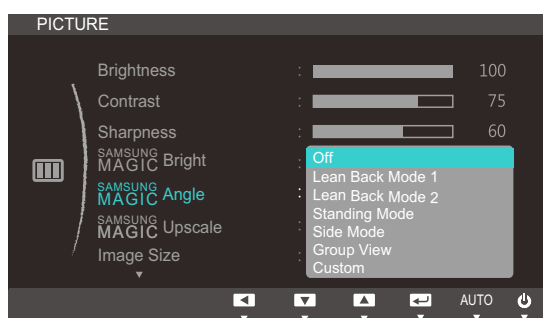 PICTURE
Brightness : 100
Contrast : 75
Sharpness : 60
SAMSUNG MAGIC Bright :
SAMSUNG MAGIC Angle :
SAMSUNG MAGIC Upscale :
Image Size :
Off
Lean Back Mode 1
Lean Back Mode 2
Standing Mode
Side Mode
Group View
Custom
AUTO